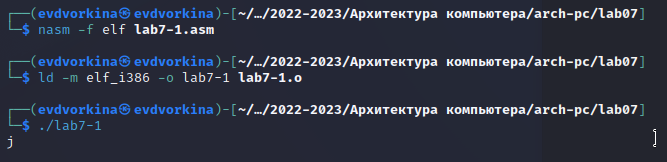 ┌──(evdvorkina㉿evdvorkina)-[~/…/2022-2023/Архитектура компьютера/arch-pc/lab07]
└─$ nasm -f elf lab7-1.asm
┌──(evdvorkina㉿evdvorkina)-[~/…/2022-2023/Архитектура компьютера/arch-pc/lab07]
└─$ ld -m elf_i386 -o lab7-1 lab7-1.o
┌──(evdvorkina㉿evdvorkina)-[~/…/2022-2023/Архитектура компьютера/arch-pc/lab07]
└─$ ./lab7-1
j